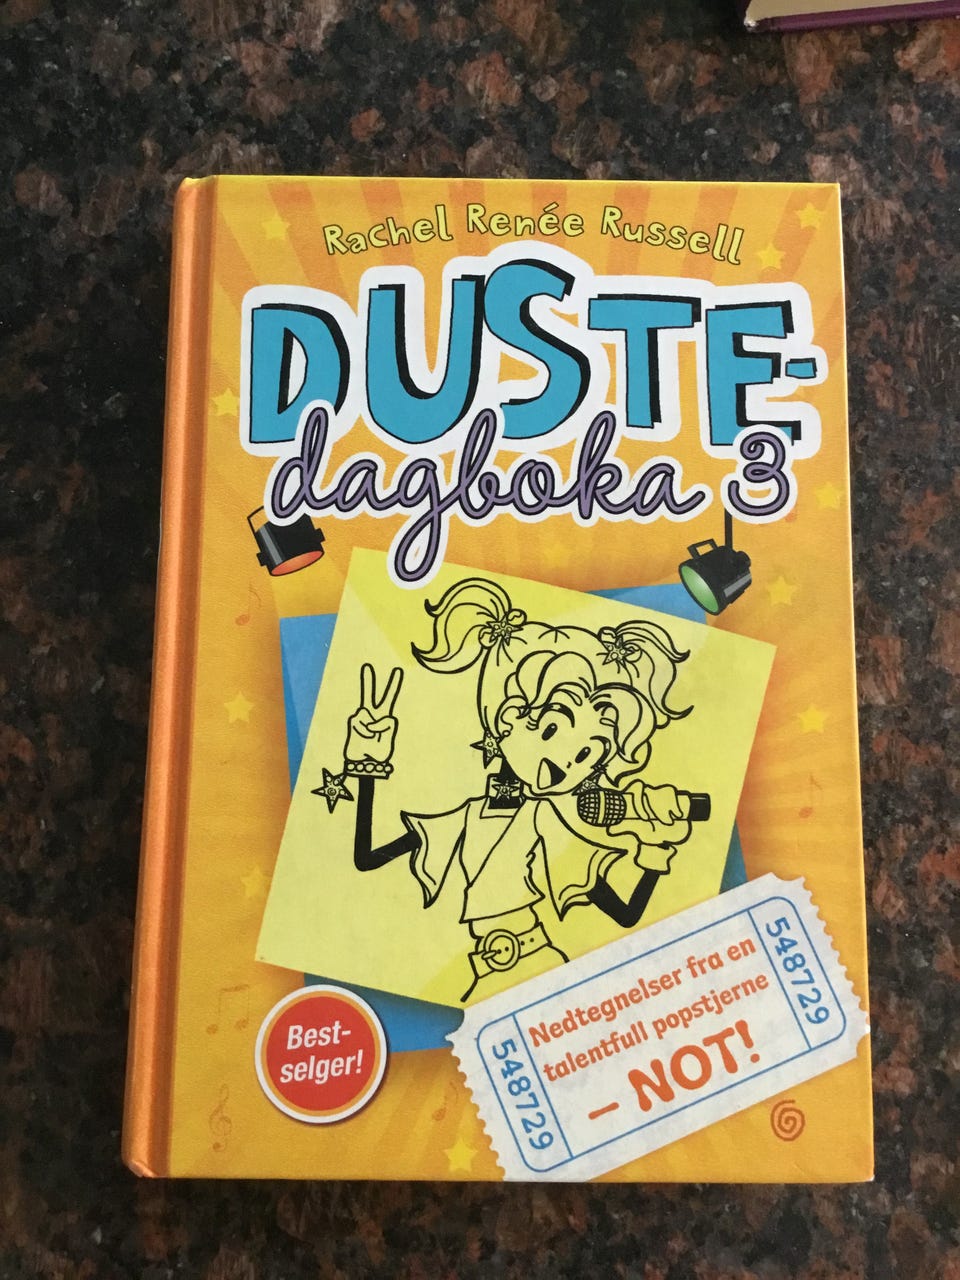 Rachel Renée Russell
DUSTE-
dagboka 3
Best-
selger!
Nedtegnelser fra en
talentfull popstjerne
– NOT!
548729
548729